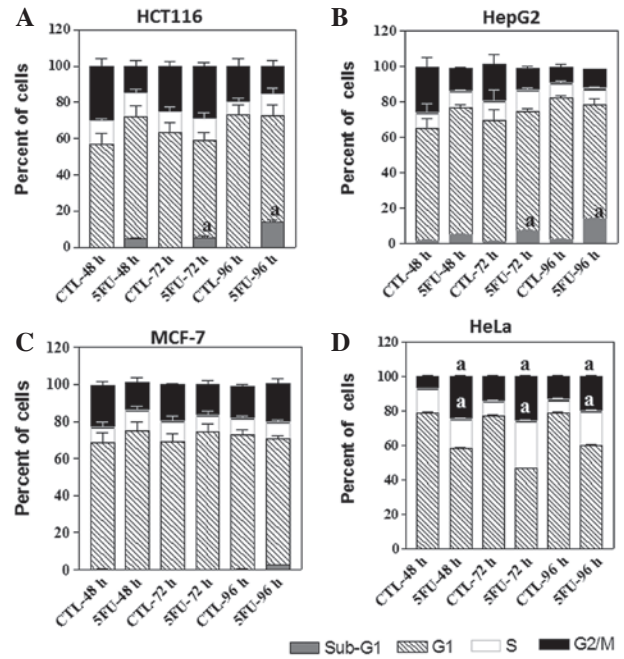 A
HCT116
Percent of cells
120
100
80
60
40
20
0
a
a
CTL-48 h
5FU-48 h
CTL-72 h
5FU-72 h
CTL-96 h
5FU-96 h
B
HepG2
Percent of cells
120
100
80
60
40
20
0
a
a
CTL-48 h
5FU-48 h
CTL-72 h
5FU-72 h
CTL-96 h
5FU-96 h
C
MCF-7
Percent of cells
120
100
80
60
40
20
0
CTL-48 h
5FU-48 h
CTL-72 h
5FU-72 h
CTL-96 h
5FU-96 h
D
HeLa
Percent of cells
120
100
80
60
40
20
0
a
a
a
a
a
a
CTL-48 h
5FU-48 h
CTL-72 h
5FU-72 h
CTL-96 h
5FU-96 h
Sub-G1
G1
S
G2/M